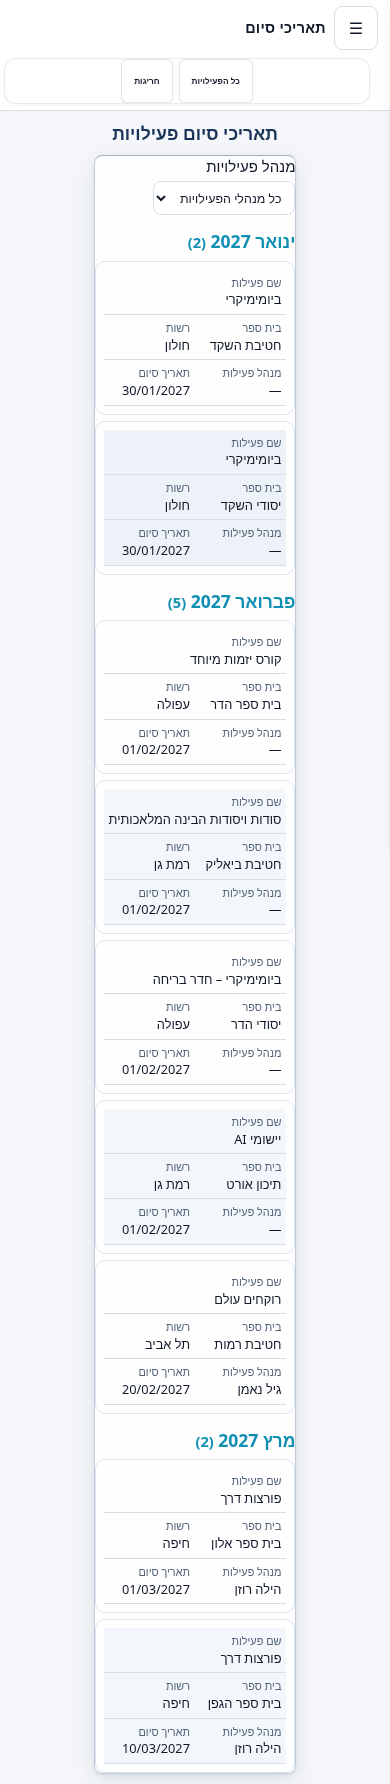 ☰
תאריכי סיום
כל הפעילויות
חריגות
תאריכי סיום פעילויות
מנהל פעילויות
כל מנהלי הפעילויות
ינואר 2027 (2)
שם פעילות
ביומימיקרי
בית ספר רשות
חטיבת השקד חולון
מנהל פעילות תאריך סיום
— 30/01/2027
שם פעילות
ביומימיקרי
בית ספר רשות
יסודי השקד חולון
מנהל פעילות תאריך סיום
— 30/01/2027
פברואר 2027 (5)
שם פעילות
קורס יזמות מיוחד
בית ספר רשות
בית ספר הדר עפולה
מנהל פעילות תאריך סיום
— 01/02/2027
שם פעילות
סודות ויסודות הבינה המלאכותית
בית ספר רשות
חטיבת ביאליק רמת גן
מנהל פעילות תאריך סיום
— 01/02/2027
שם פעילות
ביומימיקרי – חדר בריחה
בית ספר רשות
יסודי הדר עפולה
מנהל פעילות תאריך סיום
— 01/02/2027
שם פעילות
יישומי AI
בית ספר רשות
תיכון אורט רמת גן
מנהל פעילות תאריך סיום
— 01/02/2027
שם פעילות
רוקחים עולם
בית ספר רשות
חטיבת רמות תל אביב
מנהל פעילות תאריך סיום
גיל נאמן 20/02/2027
מרץ 2027 (2)
שם פעילות
פורצות דרך
בית ספר רשות
בית ספר אלון חיפה
מנהל פעילות תאריך סיום
הילה רוזן 01/03/2027
שם פעילות
פורצות דרך
בית ספר רשות
בית ספר הגפן חיפה
מנהל פעילות תאריך סיום
הילה רוזן 10/03/2027